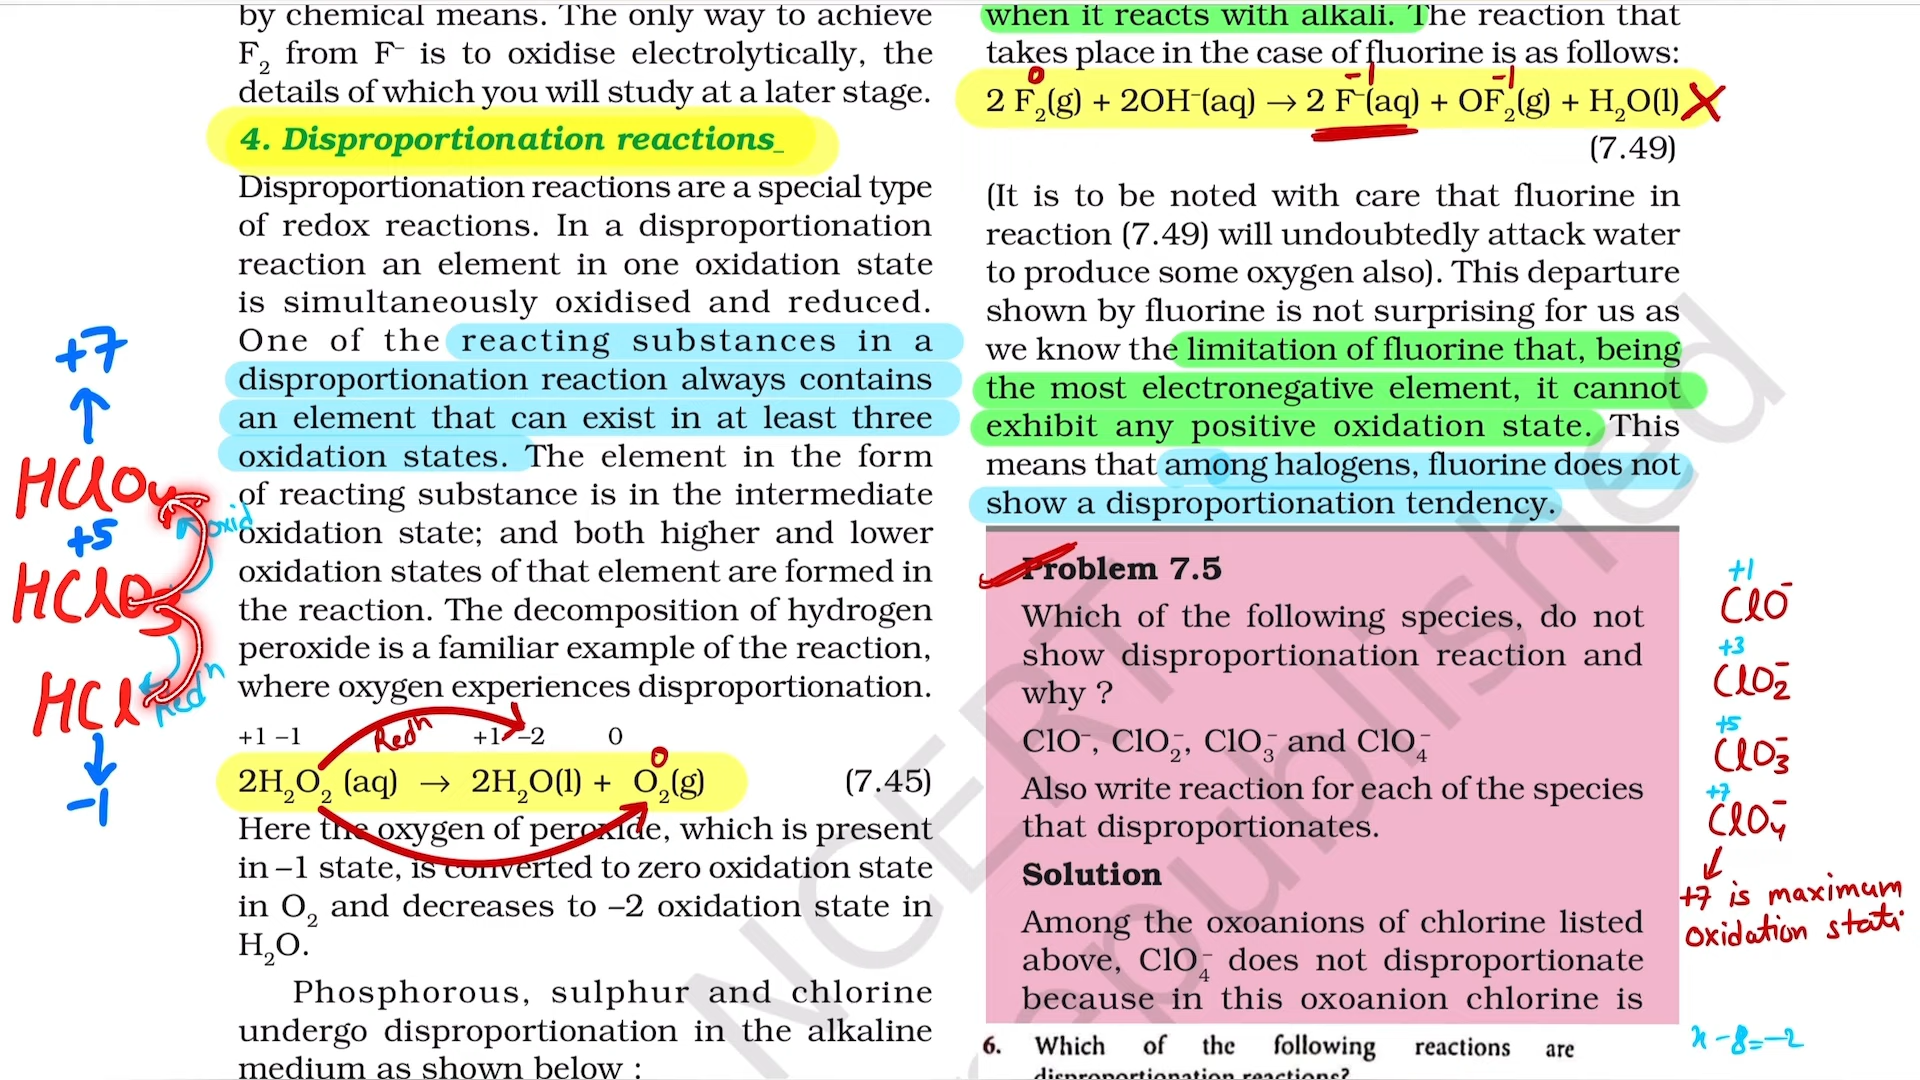 by chemical means. The only way to achieve
F₂ from F⁻ is to oxidise electrolytically, the
details of which you will study at a later stage.
4. Disproportionation reactions_
Disproportionation reactions are a special type
of redox reactions. In a disproportionation
reaction an element in one oxidation state
is simultaneously oxidised and reduced.
One of the reacting substances in a
disproportionation reaction always contains
an element that can exist in at least three
oxidation states. The element in the form
of reacting substance is in the intermediate
oxidation state; and both higher and lower
oxidation states of that element are formed in
the reaction. The decomposition of hydrogen
peroxide is a familiar example of the reaction,
where oxygen experiences disproportionation.
+1 –1 +1 –2 0
2H₂O₂ (aq) → 2H₂O(l) + O₂(g) (7.45)
Here the oxygen of peroxide, which is present
in –1 state, is converted to zero oxidation state
in O₂ and decreases to –2 oxidation state in
H₂O.
Phosphorous, sulphur and chlorine
undergo disproportionation in the alkaline
medium as shown below :
+7
HClO₄
oxid
+5
HClO₃
HCl
Redⁿ
-1
Redⁿ
0
when it reacts with alkali. The reaction that
takes place in the case of fluorine is as follows:
0 -1 -1
2 F₂(g) + 2OH⁻(aq) → 2 F⁻(aq) + OF₂(g) + H₂O(l)
(7.49)
(It is to be noted with care that fluorine in
reaction (7.49) will undoubtedly attack water
to produce some oxygen also). This departure
shown by fluorine is not surprising for us as
we know the limitation of fluorine that, being
the most electronegative element, it cannot
exhibit any positive oxidation state. This
means that among halogens, fluorine does not
show a disproportionation tendency.
Problem 7.5
Which of the following species, do not
show disproportionation reaction and
why ?
ClO⁻, ClO₂⁻, ClO₃⁻ and ClO₄⁻
Also write reaction for each of the species
that disproportionates.
Solution
Among the oxoanions of chlorine listed
above, ClO₄⁻ does not disproportionate
because in this oxoanion chlorine is
6. Which of the following reactions are
disproportionation reactions?
+1
ClO⁻
+3
ClO₂⁻
+5
ClO₃⁻
+7
ClO₄⁻
+7 is maximum
oxidation stati
x-8=-2
NCERT
republished